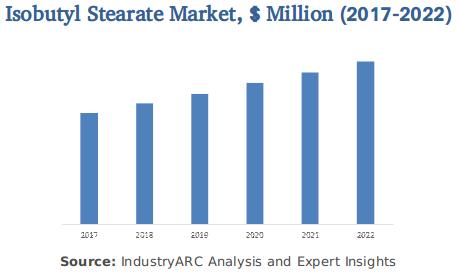 Isobutyl Stearate Market, $ Million (2017-2022)
2017 2018 2019 2020 2021 2022
Source: IndustryARC Analysis and Expert Insights